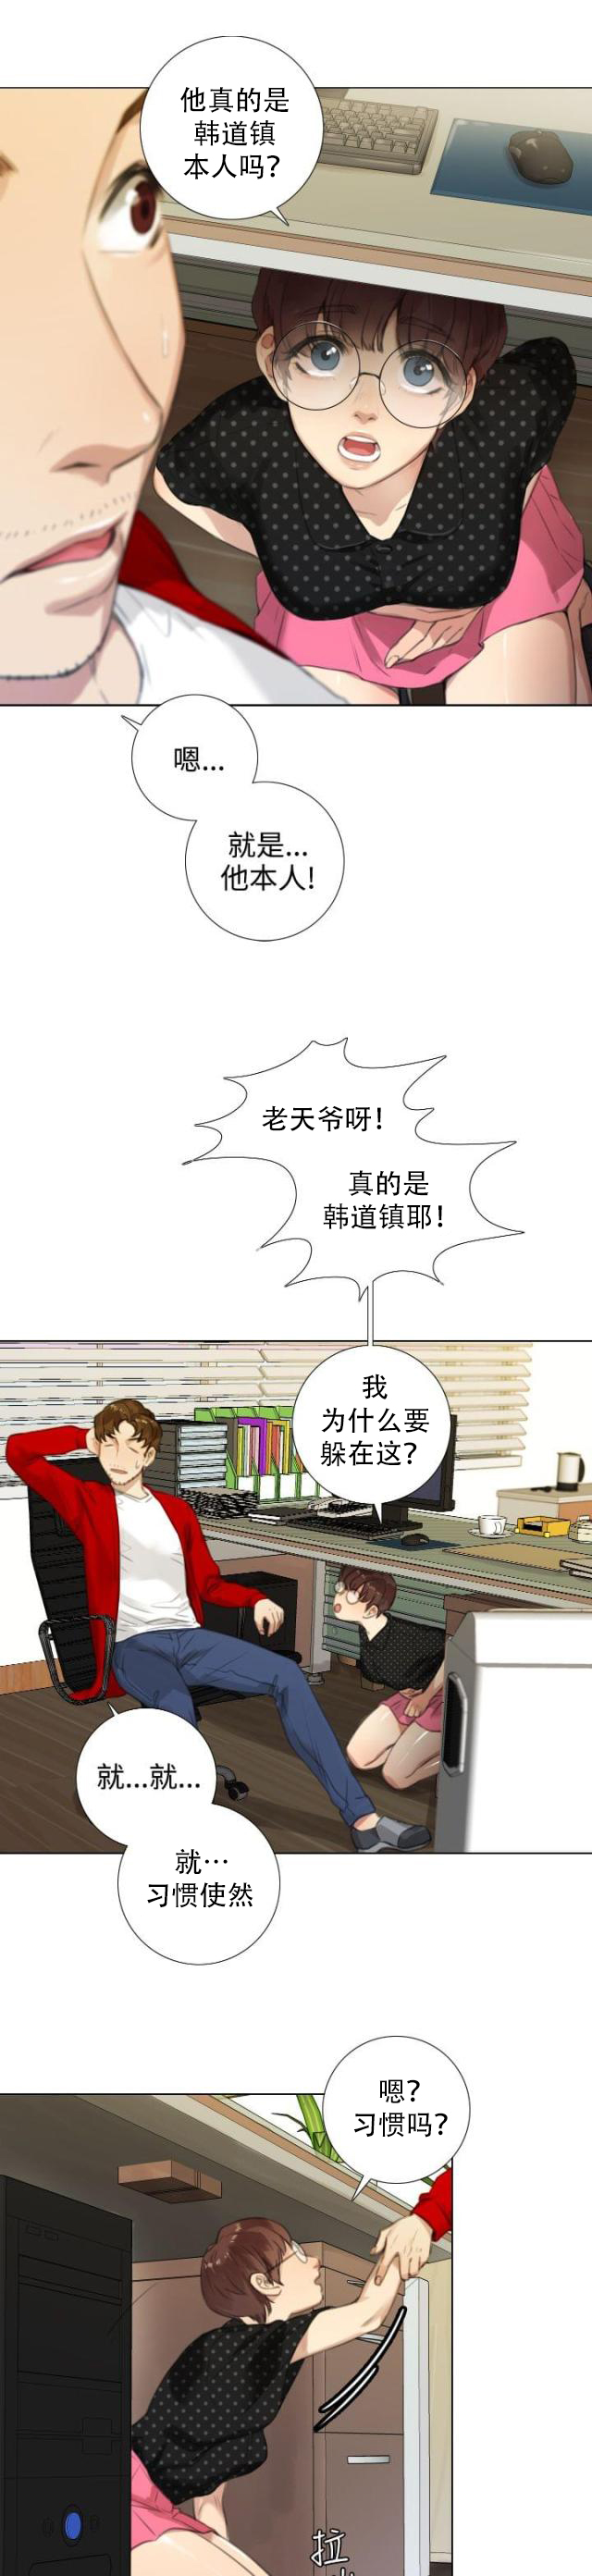 他真的是
韩道镇
本人吗?
嗯...
就是...
他本人!
老天爷呀!
真的是
韩道镇耶!
我
为什么要
躲在这?
就...就...
就…
习惯使然
嗯?
习惯吗?
拉